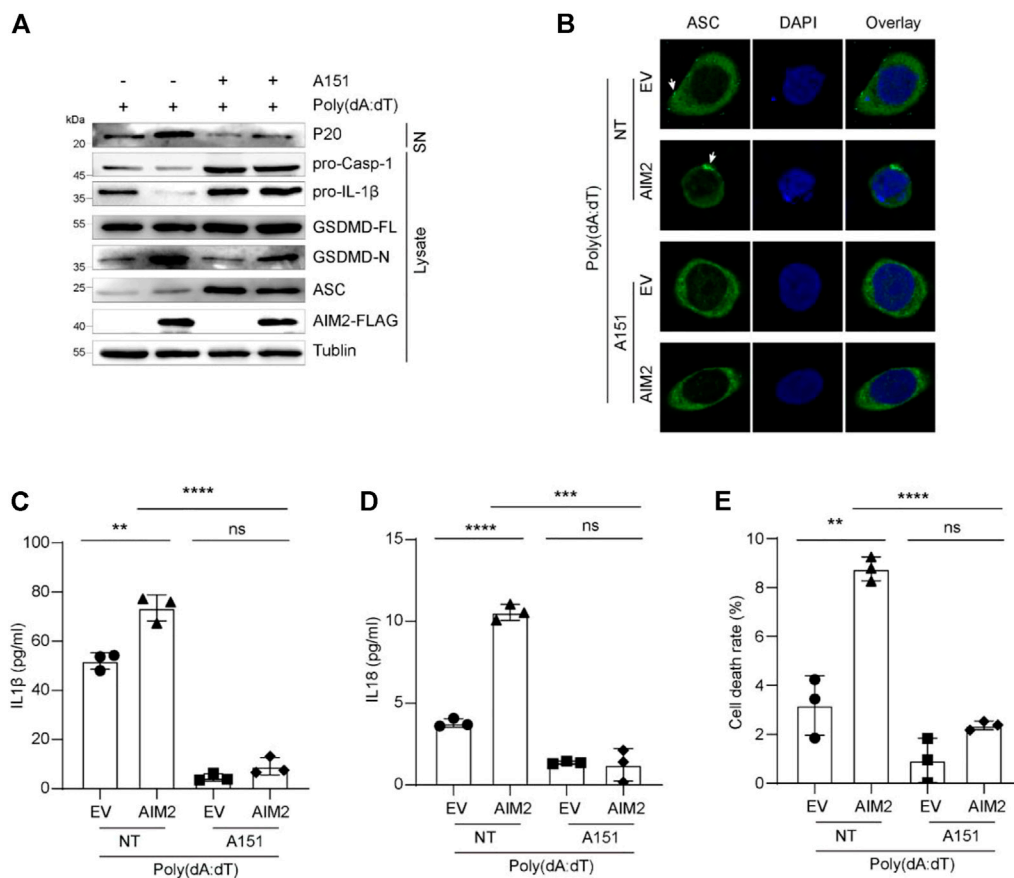 A
- - + + A151
+ + + + Poly(dA:dT)
kDa
20 P20 SN
45 pro-Casp-1
35 pro-IL-1β
55 GSDMD-FL
35 GSDMD-N
25 ASC
40 AIM2-FLAG
55 Tublin
Lysate
B
ASC DAPI Overlay
Poly(dA:dT)
NT
EV
AIM2
A151
EV
AIM2
C
****
** ns
IL1β (pg/ml)
100
80
60
40
20
0
EV AIM2 EV AIM2
NT A151
Poly(dA:dT)
D
***
**** ns
IL18 (pg/ml)
15
10
5
0
EV AIM2 EV AIM2
NT A151
Poly(dA:dT)
E
****
** ns
Cell death rate (%)
10
8
6
4
2
0
EV AIM2 EV AIM2
NT A151
Poly(dA:dT)